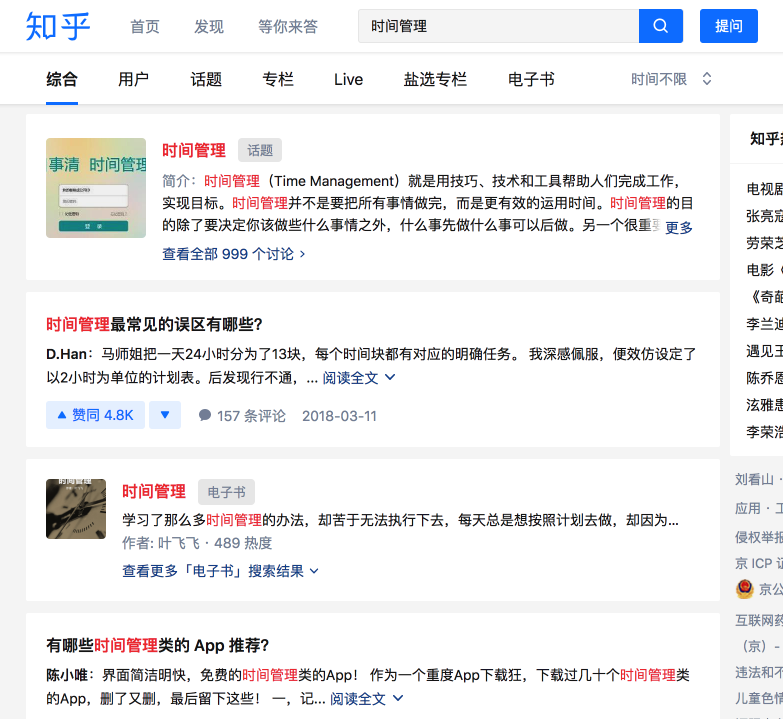 知乎 首页 发现 等你来答 时间管理 提问
综合 用户 话题 专栏 Live 盐选专栏 电子书 时间不限
事清 时间管理
登 录
时间管理 话题
简介：时间管理（Time Management）就是用技巧、技术和工具帮助人们完成工作，
实现目标。时间管理并不是要把所有事情做完，而是更有效的运用时间。时间管理的目
的除了要决定你该做些什么事情之外，什么事先做什么事可以后做。另一个很重要 更多
查看全部 999 个讨论 ›
时间管理最常见的误区有哪些？
D.Han：马师姐把一天24小时分为了13块，每个时间块都有对应的明确任务。 我深感佩服，便效仿设定了
以2小时为单位的计划表。后发现行不通，... 阅读全文
赞同 4.8K 157 条评论 2018-03-11
时间管理
时间管理 电子书
学习了那么多时间管理的办法，却苦于无法执行下去，每天总是想按照计划去做，却因为...
作者: 叶飞飞 · 489 热度
查看更多「电子书」搜索结果
有哪些时间管理类的 App 推荐？
陈小唯：界面简洁明快，免费的时间管理类的App！ 作为一个重度App下载狂，下载过几十个时间管理类
的App，删了又删，最后留下这些！ 一，记... 阅读全文
知乎
电视剧
张亮
劳荣
电影
《奇葩
李兰迪
遇见王
陈乔恩
泫雅
李荣浩
刘看山 ·
应用 · 工
侵权举报
京 ICP 证
京公
互联网药
（京）-
违法和不
儿童色情